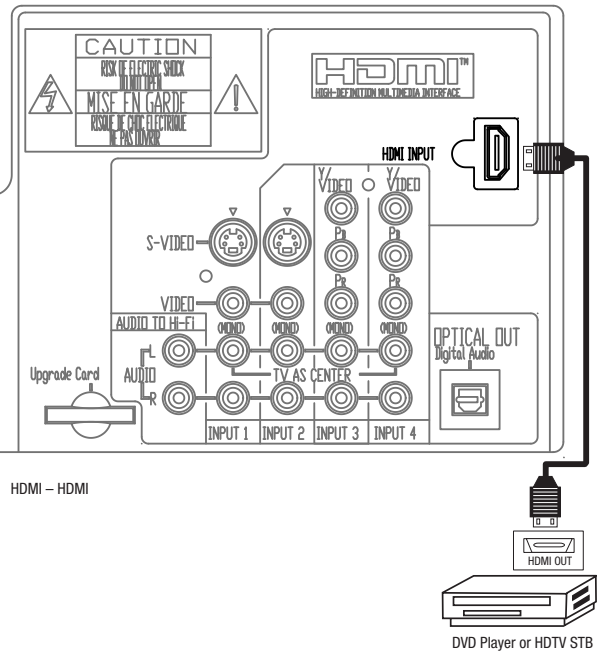 CAUTION
RISK OF ELECTRIC SHOCK
DO NOT OPEN
MISE EN GARDE
RISQUE DE CHOC ELECTRIQUE
NE PAS OUVRIR
HDMI™
HIGH-DEFINITION MULTIMEDIA INTERFACE
HDMI INPUT
Y/VIDEO
Y/VIDEO
S-VIDEO
PB
PB
PR
PR
VIDEO
AUDIO TO Hi-Fi
(MONO)
(MONO)
(MONO)
(MONO)
OPTICAL OUT
Digital Audio
L
AUDIO
R
TV AS CENTER
Upgrade Card
INPUT 1
INPUT 2
INPUT 3
INPUT 4
HDMI – HDMI
HDMI OUT
DVD Player or HDTV STB